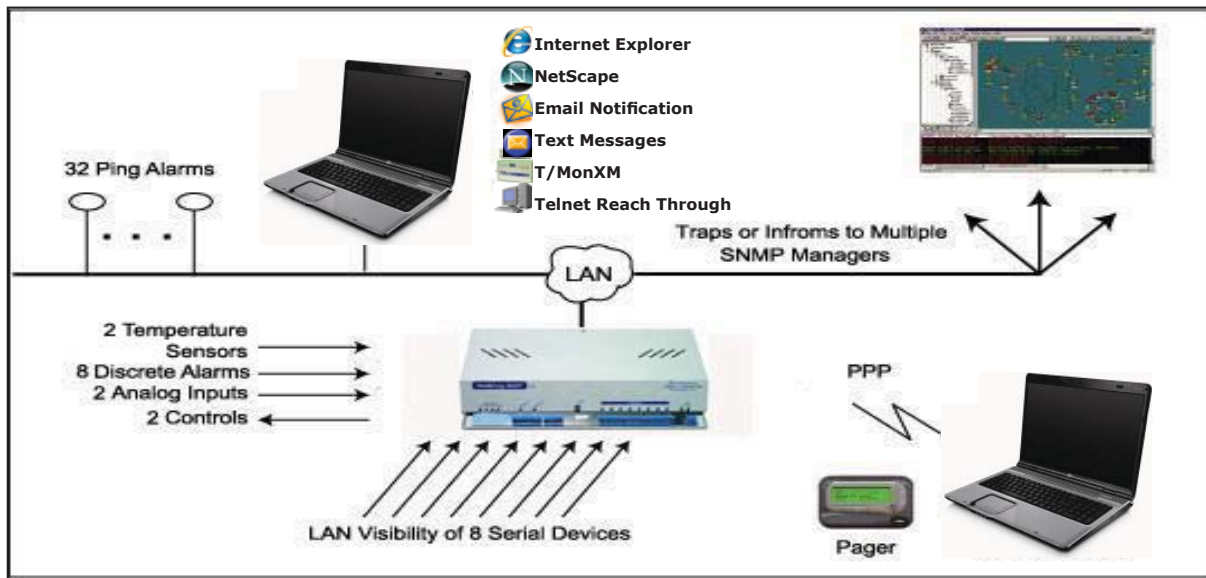 Internet Explorer
NetScape
Email Notification
Text Messages
T/MonXM
Telnet Reach Through
32 Ping Alarms
Traps or Infroms to Multiple
SNMP Managers
LAN
2 Temperature
Sensors
8 Discrete Alarms
2 Analog Inputs
2 Controls
PPP
LAN Visibility of 8 Serial Devices
Pager